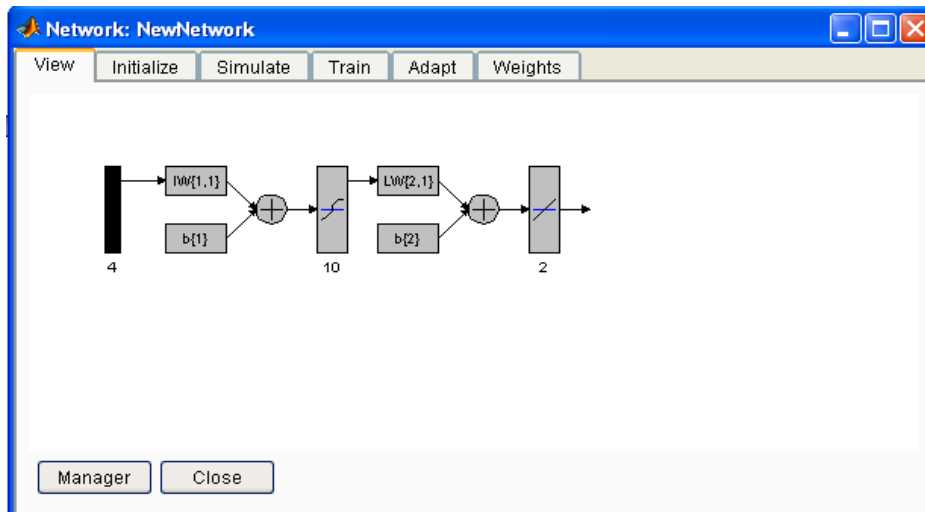 Network: NewNetwork
View Initialize Simulate Train Adapt Weights
IW{1,1} LW{2,1}
b{1} b{2}
4 10 2
Manager Close